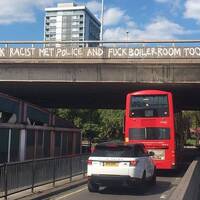 K RACIST MET POLICE AND FUCK BOILER ROOM TOO